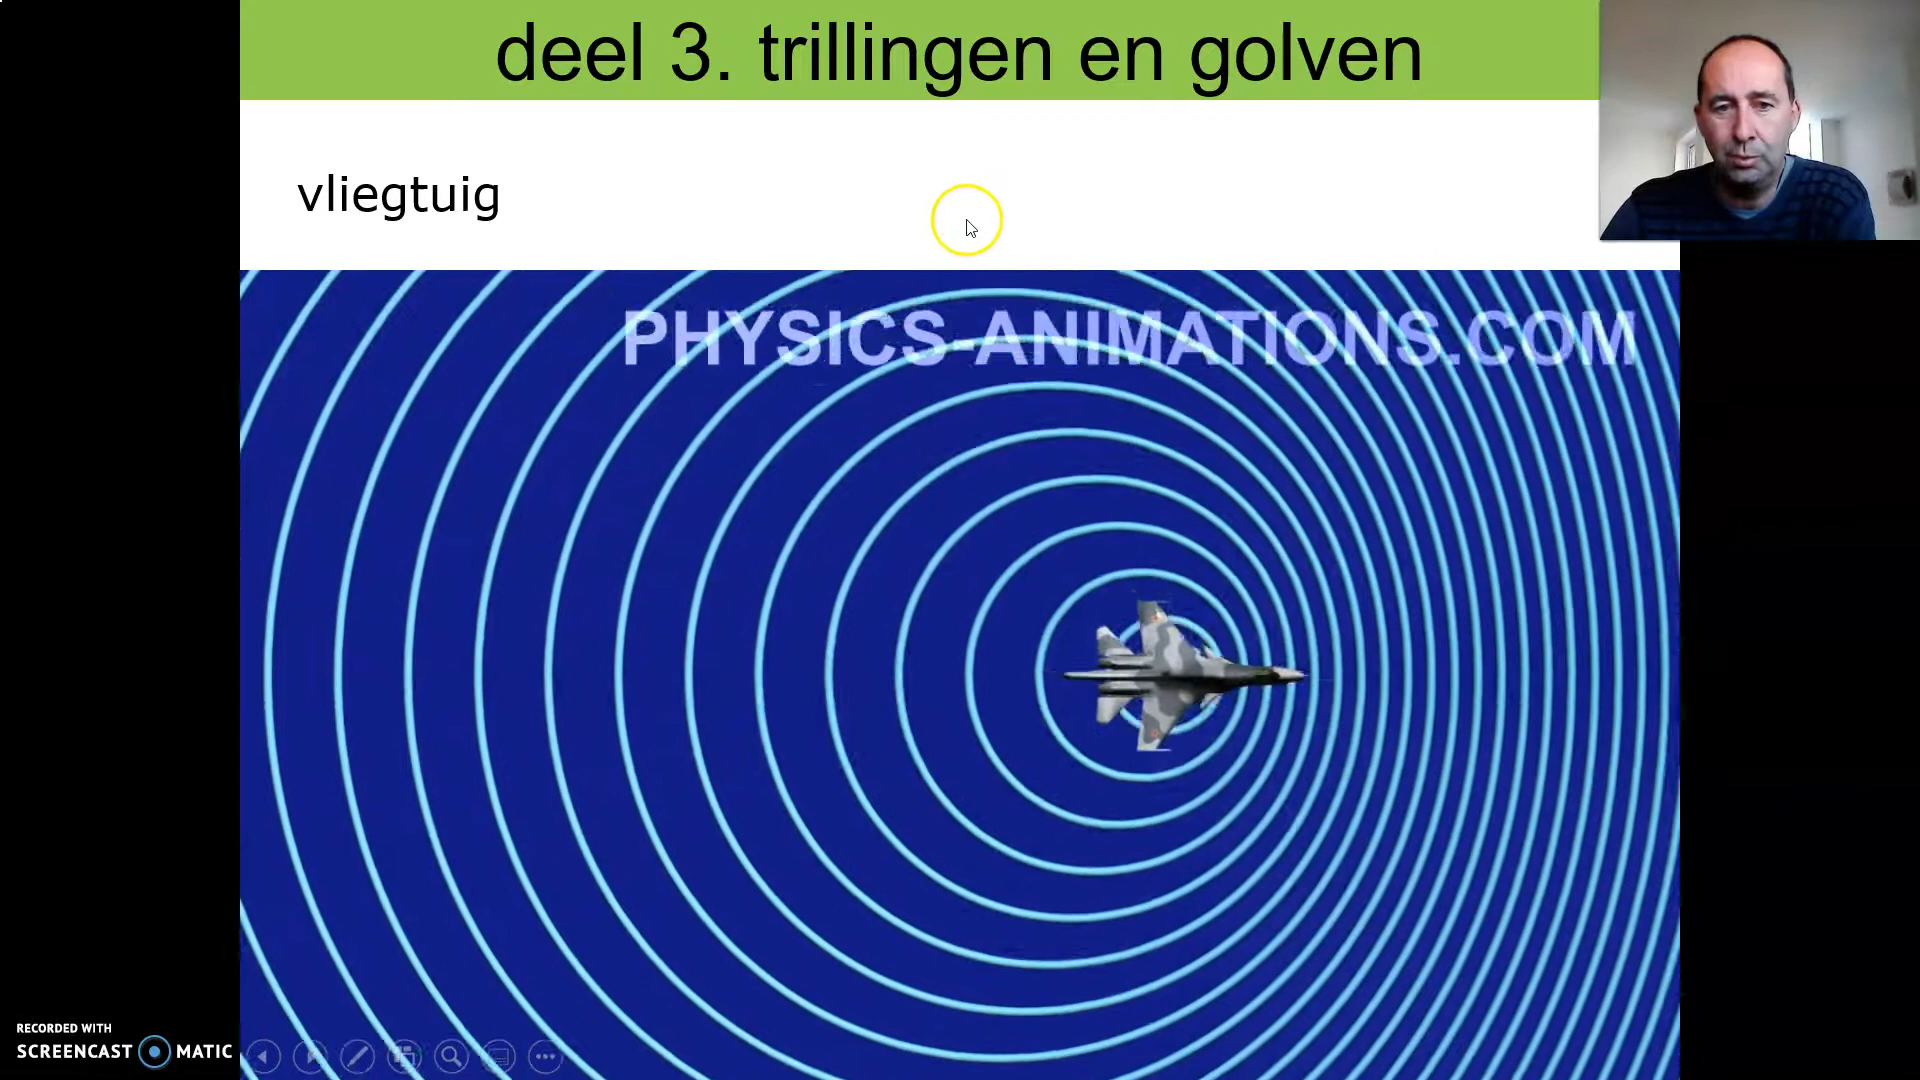 deel 3. trillingen en golven
vliegtuig
PHYSICS-ANIMATIONS.COM
RECORDED WITH
SCREENCAST MATIC